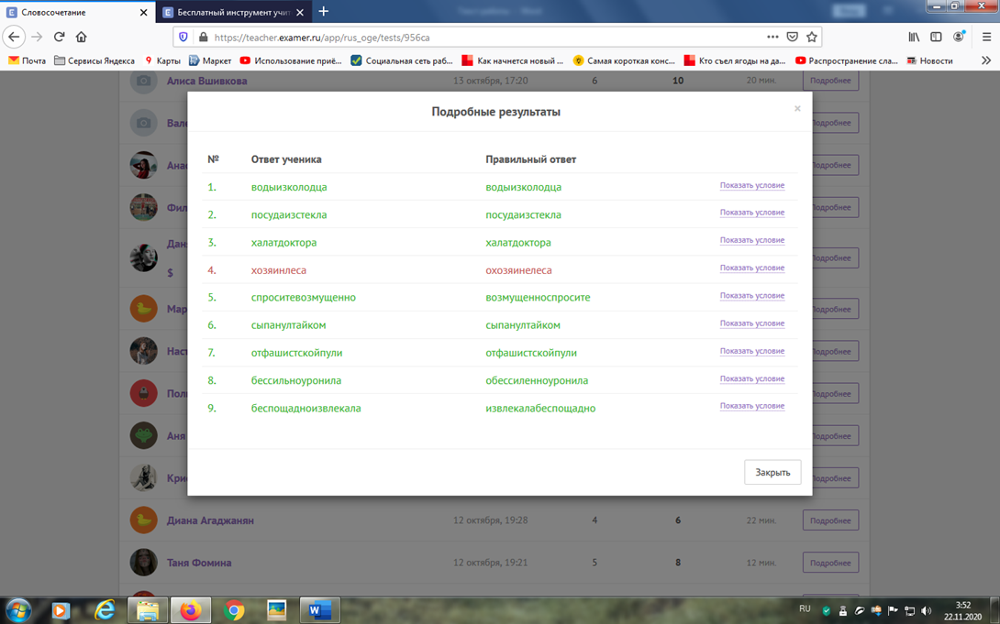 Словосочетание
Бесплатный инструмент учит
https://teacher.examer.ru/app/rus_oge/tests/956ca
Почта Сервисы Яндекса Карты Маркет Использование приё... Социальная сеть раб... Как начнется новый ... Самая короткая конс... Кто съел ягоды на да... Распространение сла... Новости
Алиса Вшивкова 13 октября, 17:20 6 10 20 мин. Подробнее
Подробные результаты
№ Ответ ученика Правильный ответ
1. водыизколодца водыизколодца Показать условие
2. посудаизстекла посудаизстекла Показать условие
3. халатдоктора халатдоктора Показать условие
4. хозяинлеса охозяинелеса Показать условие
5. спроситевозмущенно возмущенноспросите Показать условие
6. сыпанултайком сыпанултайком Показать условие
7. отфашистскойпули отфашистскойпули Показать условие
8. бессильноуронила обессиленноуронила Показать условие
9. беспощадноизвлекала извлекалабеспощадно Показать условие
Закрыть
Диана Агаджанян 12 октября, 19:28 4 6 22 мин. Подробнее
Таня Фомина 12 октября, 19:21 5 8 12 мин. Подробнее
RU 3:52
22.11.2020